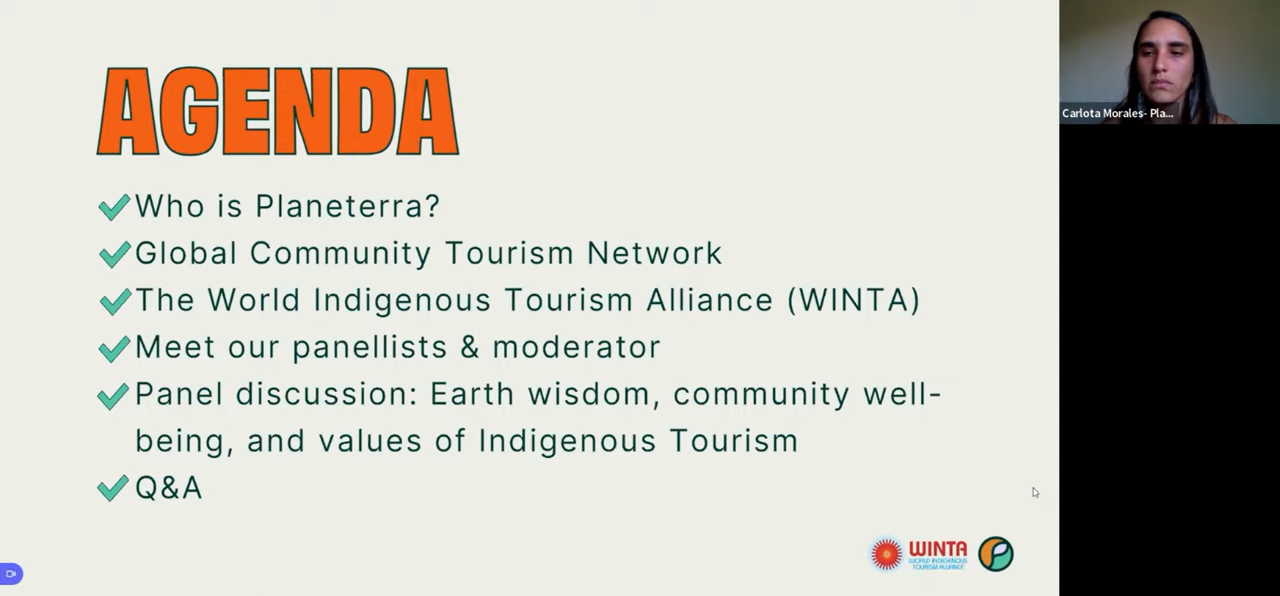 AGENDA
Who is Planeterra?
Global Community Tourism Network
The World Indigenous Tourism Alliance (WINTA)
Meet our panellists & moderator
Panel discussion: Earth wisdom, community well-
being, and values of Indigenous Tourism
Q&A
WINTA
WORLD INDIGENOUS
TOURISM ALLIANCE
Carlota Morales- Pla...